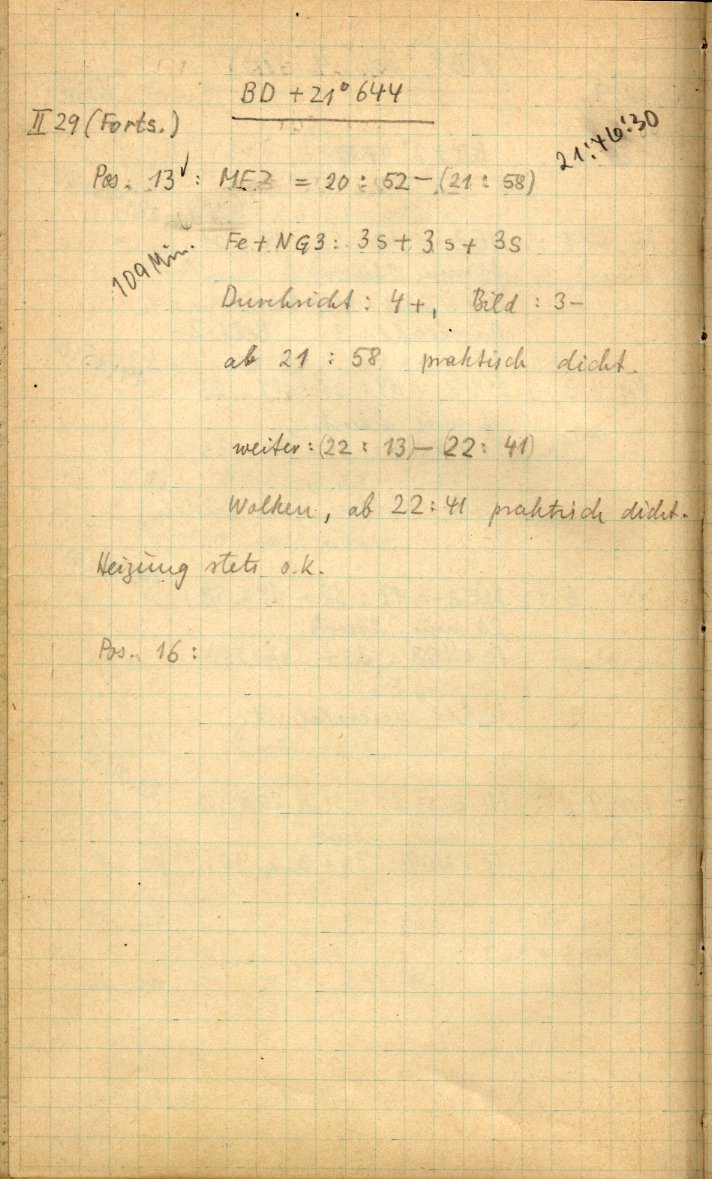 BD +21°644
II 29 (Forts.)
21:46:30
Pos. 13√: MEZ = 20:52 – (21:58)
109 Min.
Fe + NG3: 3s + 3s + 3s
Durchsicht: 4+, Bild: 3–
ab 21:58 praktisch dicht.
weiter: (22:13) – (22:41)
Wolken, ab 22:41 praktisch dicht.
Heizung stets o.k.
Pos. 16: